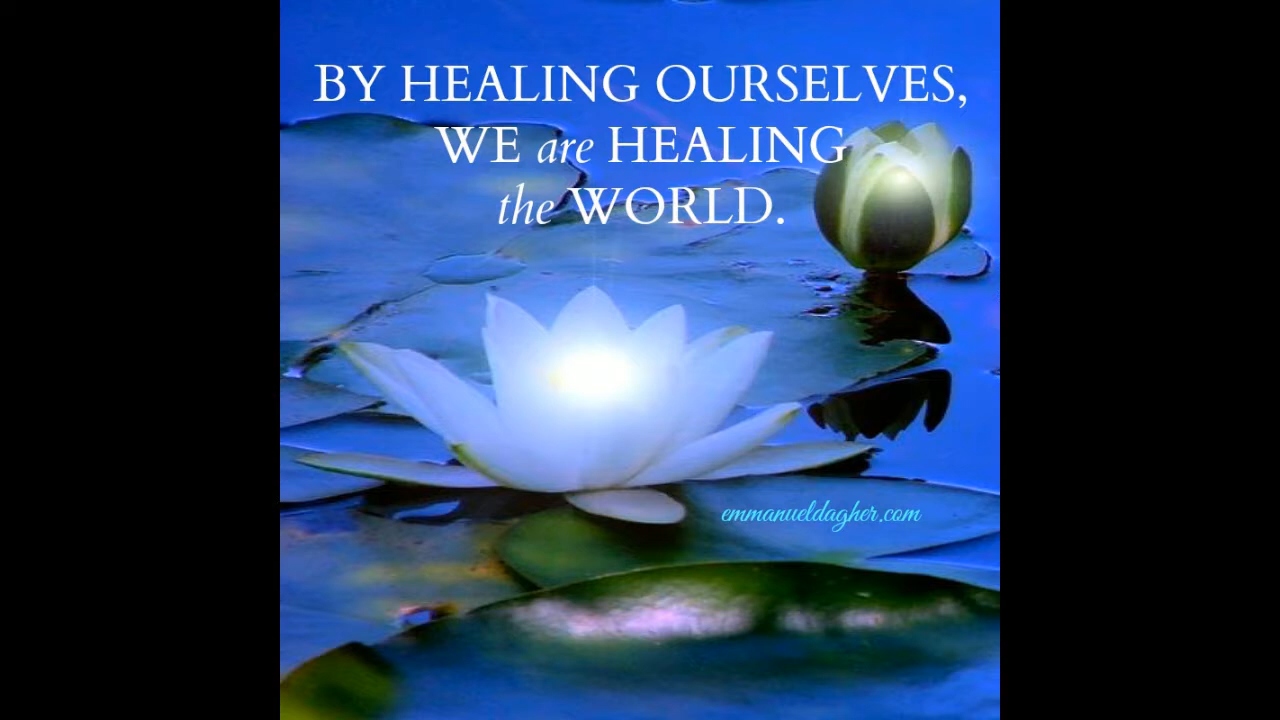 BY HEALING OURSELVES,
WE are HEALING
the WORLD.
emmanueldagher.com